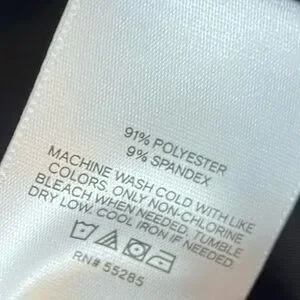 91% POLYESTER
9% SPANDEX
MACHINE WASH COLD WITH LIKE
COLORS. ONLY NON-CHLORINE
BLEACH WHEN NEEDED. TUMBLE
DRY LOW. COOL IRON IF NEEDED
RN# 55285